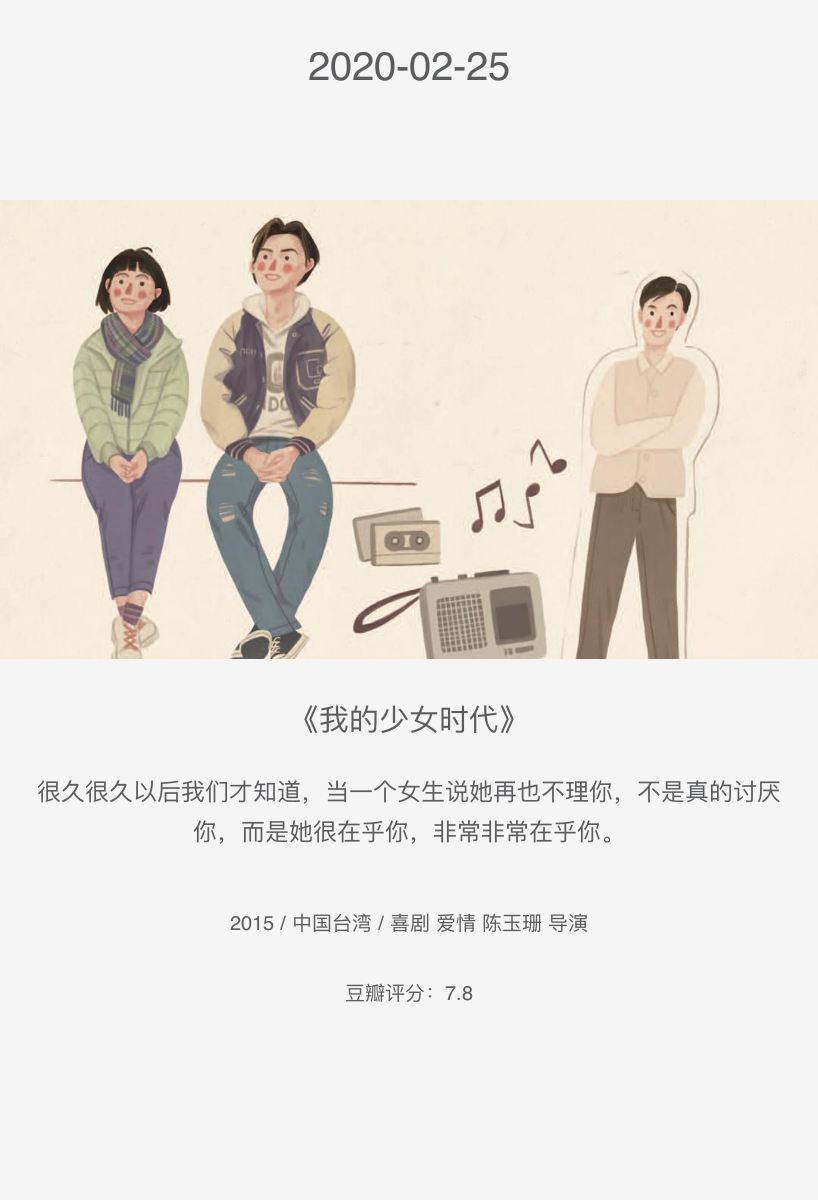 2020-02-25
《我的少女时代》
很久很久以后我们才知道，当一个女生说她再也不理你，不是真的讨厌
你，而是她很在乎你，非常非常在乎你。
2015 / 中国台湾 / 喜剧 爱情 陈玉珊 导演
豆瓣评分：7.8